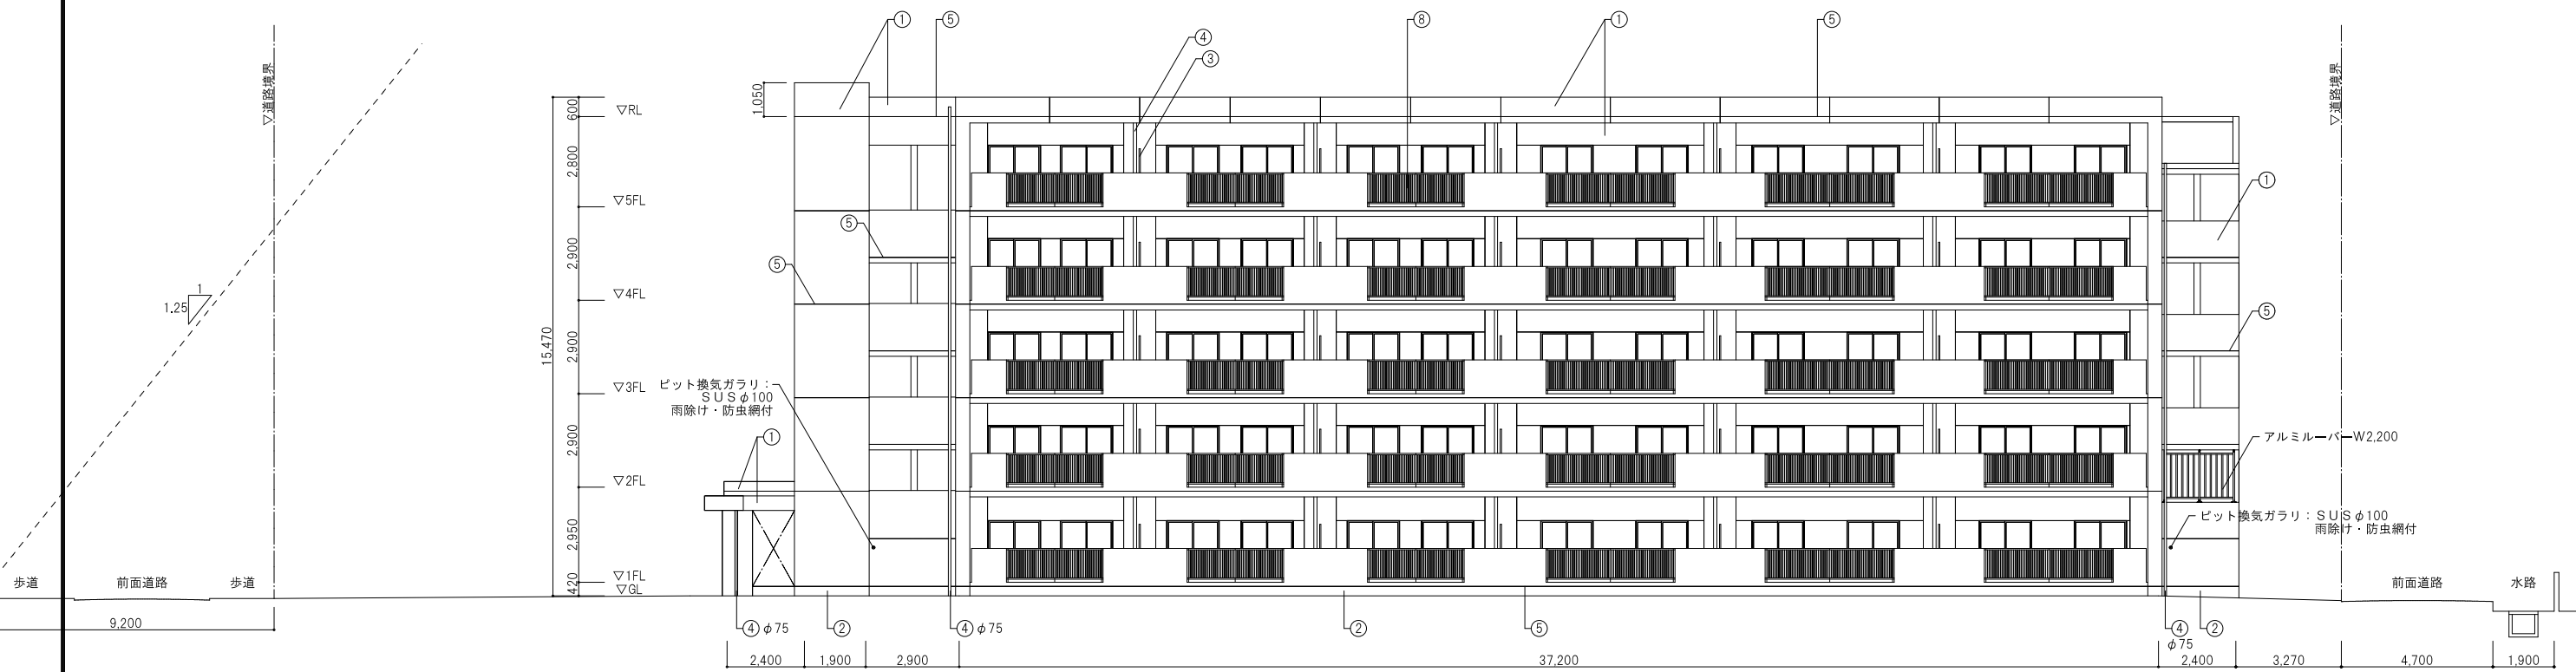 ① ⑤ ⑧ ① ⑤
④
③
▽道路境界
▽道路境界
1,050
600
▽RL
2,800
▽5FL
①
⑤
2,900
⑤
▽4FL
1
1.25
⑤
15,470
2,900
▽3FL
ピット換気ガラリ：
ＳＵＳφ100
雨除け・防虫網付
①
アルミルーバーW2,200
2,900
▽2FL
ピット換気ガラリ：ＳＵＳφ100
雨除け・防虫網付
2,950
▽1FL
420
▽GL
歩道 前面道路 歩道
前面道路 水路
9,200
④ φ75 ② ④ φ75 ② ⑤ ④ ②
φ75
2,400 1,900 2,900 37,200 2,400 3,270 4,700 1,900